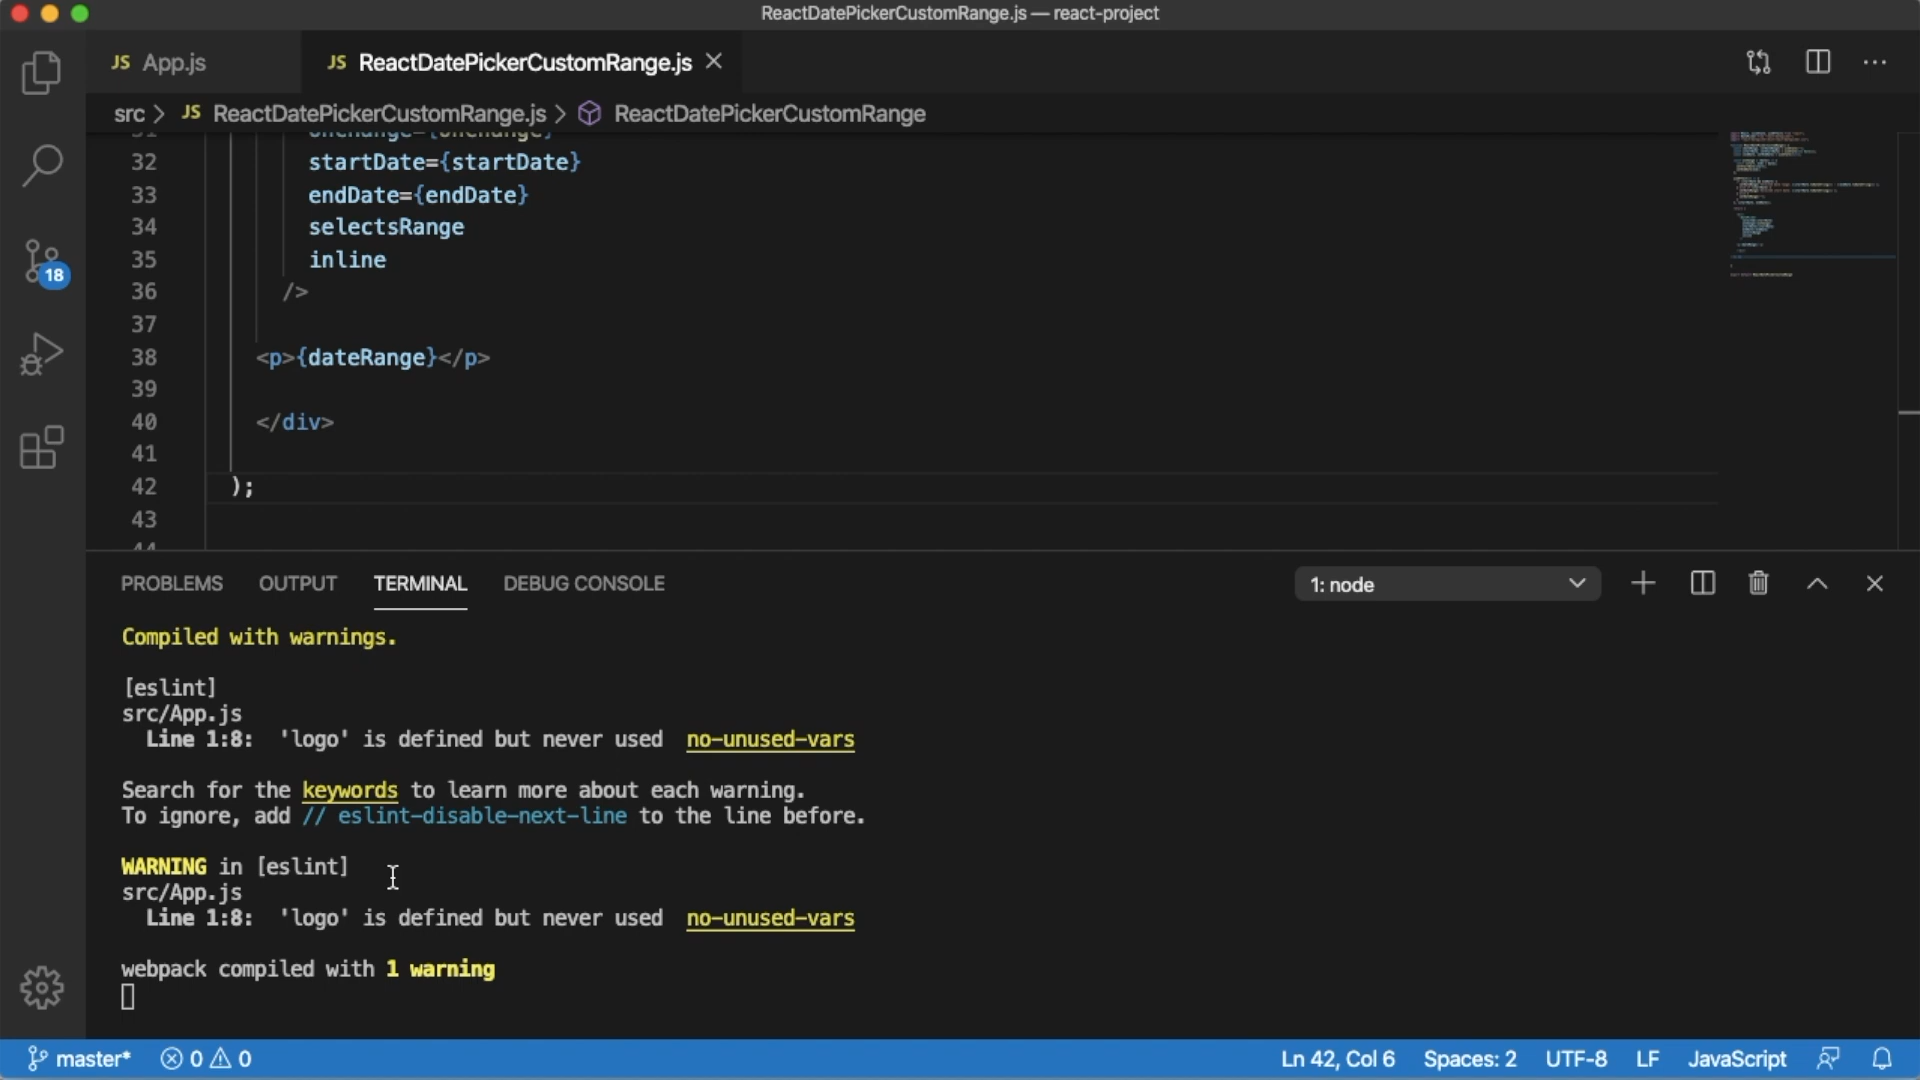 ReactDatePickerCustomRange.js — react-project
JS App.js
JS ReactDatePickerCustomRange.js
src > JS ReactDatePickerCustomRange.js > ReactDatePickerCustomRange
31 onChange={onChange}
32 startDate={startDate}
33 endDate={endDate}
34 selectsRange
35 inline
36 />
37
38 <p>{dateRange}</p>
39
40 </div>
41
42 );
43
44
18
PROBLEMS OUTPUT TERMINAL DEBUG CONSOLE 1: node
Compiled with warnings.
[eslint]
src/App.js
Line 1:8: 'logo' is defined but never used no-unused-vars
Search for the keywords to learn more about each warning.
To ignore, add // eslint-disable-next-line to the line before.
WARNING in [eslint]
src/App.js
Line 1:8: 'logo' is defined but never used no-unused-vars
webpack compiled with 1 warning
master* 0 0 Ln 42, Col 6 Spaces: 2 UTF-8 LF JavaScript